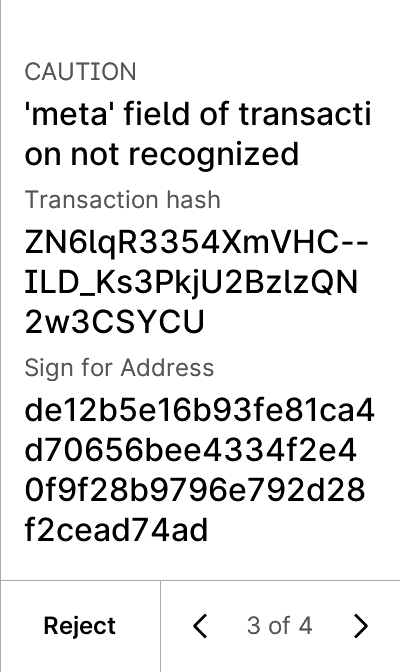 CAUTION
'meta' field of transacti
on not recognized
Transaction hash
ZN6lqR3354XmVHC--
ILD_Ks3PkjU2BzlzQN
2w3CSYCU
Sign for Address
de12b5e16b93fe81ca4
d70656bee4334f2e4
0f9f28b9796e792d28
f2cead74ad
Reject
3 of 4